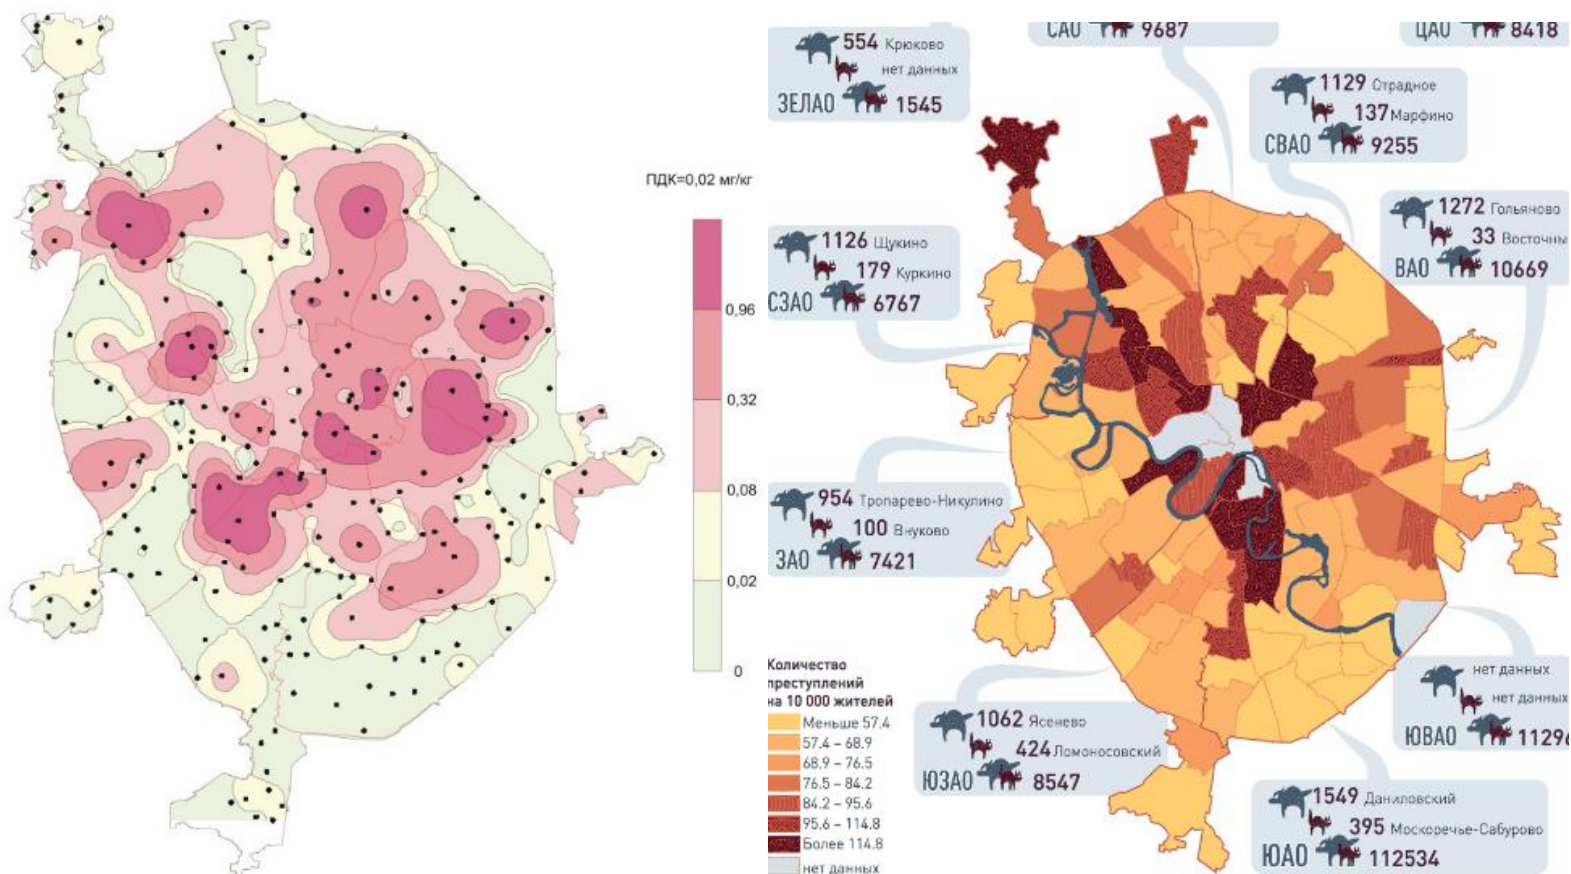 ПДК=0,02 мг/кг
0,96
0,32
0,08
0,02
0
САО 9687
ЦАО 8418
554 Крюково
нет данных
ЗЕЛАО 1545
1129 Отрадное
137 Марфино
СВАО 9255
1272 Гольяново
33 Восточны
ВАО 10669
1126 Щукино
179 Куркино
СЗАО 6767
954 Тропарево-Никулино
100 Внуково
ЗАО 7421
Количество
преступлений
на 10 000 жителей
Меньше 57.4
57.4 – 68.9
68.9 – 76.5
76.5 – 84.2
84.2 – 95.6
95.6 – 114.8
Более 114.8
нет данных
1062 Ясенево
424 Ломоносовский
ЮЗАО 8547
нет данных
нет данных
ЮВАО 11296
1549 Даниловский
395 Москоречье-Сабурово
ЮАО 112534